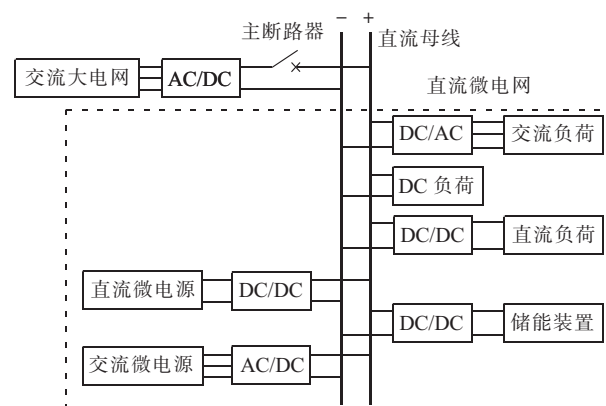 − +
主断路器
直流母线
交流大电网
AC/DC
直流微电网
DC/AC
交流负荷
DC 负荷
DC/DC
直流负荷
直流微电源
DC/DC
DC/DC
储能装置
交流微电源
AC/DC